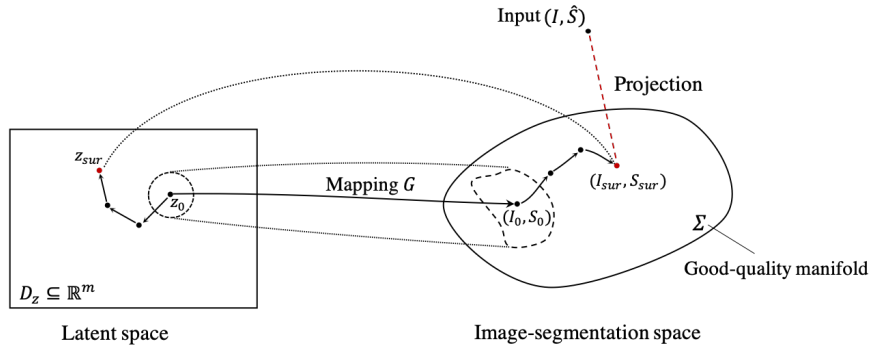 Input (𝐼, Ŝ)
Projection
z_sur
Mapping G
z_0
(I_sur, S_sur)
(I_0, S_0)
Σ
Good-quality manifold
D_z ⊆ ℝ^m
Latent space
Image-segmentation space